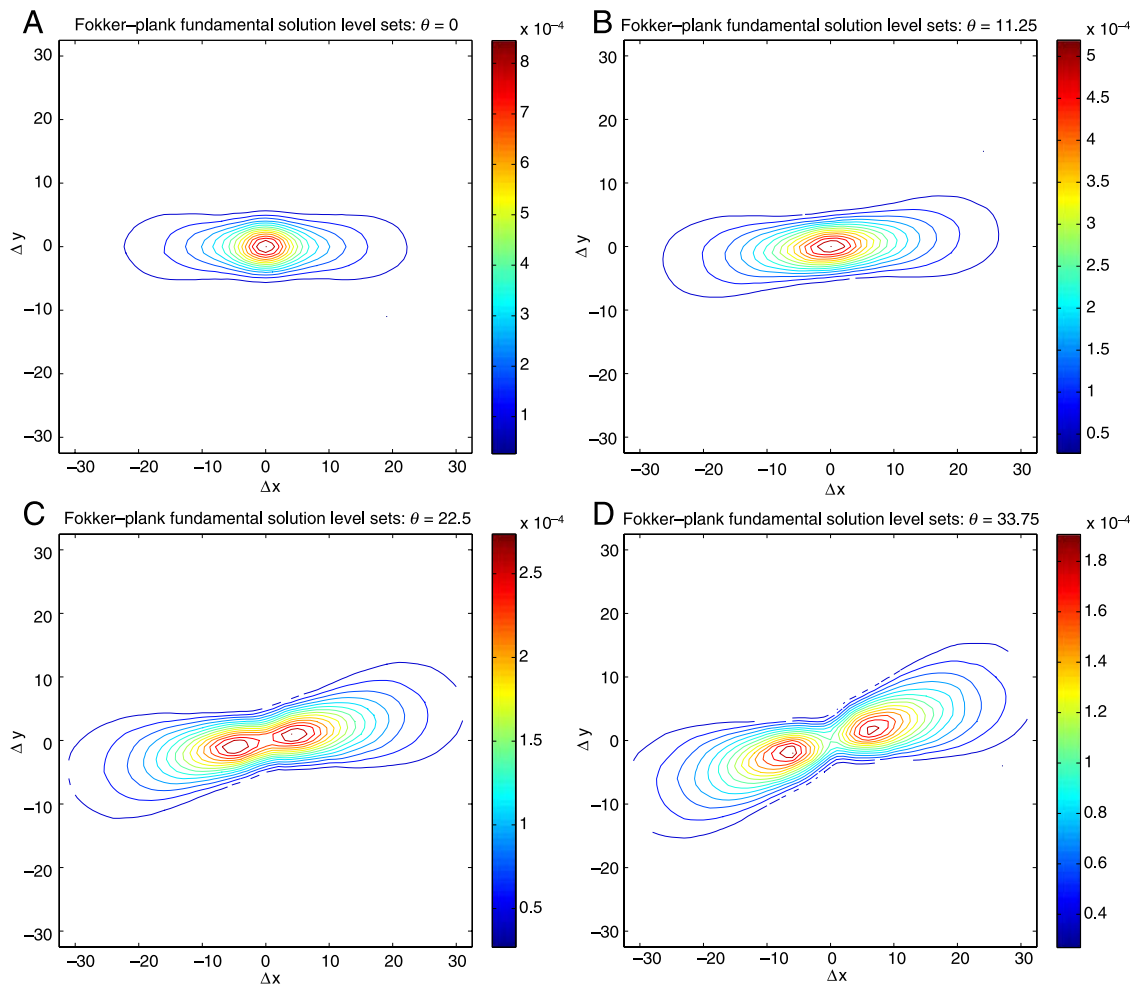 A
Fokker–plank fundamental solution level sets: θ = 0
x 10⁻⁴
30
20
10
0
−10
−20
−30
Δ y
−30 −20 −10 0 10 20 30
Δx
8
7
6
5
4
3
2
1
B
Fokker–plank fundamental solution level sets: θ = 11.25
x 10⁻⁴
30
20
10
0
−10
−20
−30
Δ y
−30 −20 −10 0 10 20 30
Δx
5
4.5
4
3.5
3
2.5
2
1.5
1
0.5
C
Fokker–plank fundamental solution level sets: θ = 22.5
x 10⁻⁴
30
20
10
0
−10
−20
−30
Δ y
−30 −20 −10 0 10 20 30
Δx
2.5
2
1.5
1
0.5
D
Fokker–plank fundamental solution level sets: θ = 33.75
x 10⁻⁴
30
20
10
0
−10
−20
−30
Δ y
−30 −20 −10 0 10 20 30
Δx
1.8
1.6
1.4
1.2
1
0.8
0.6
0.4